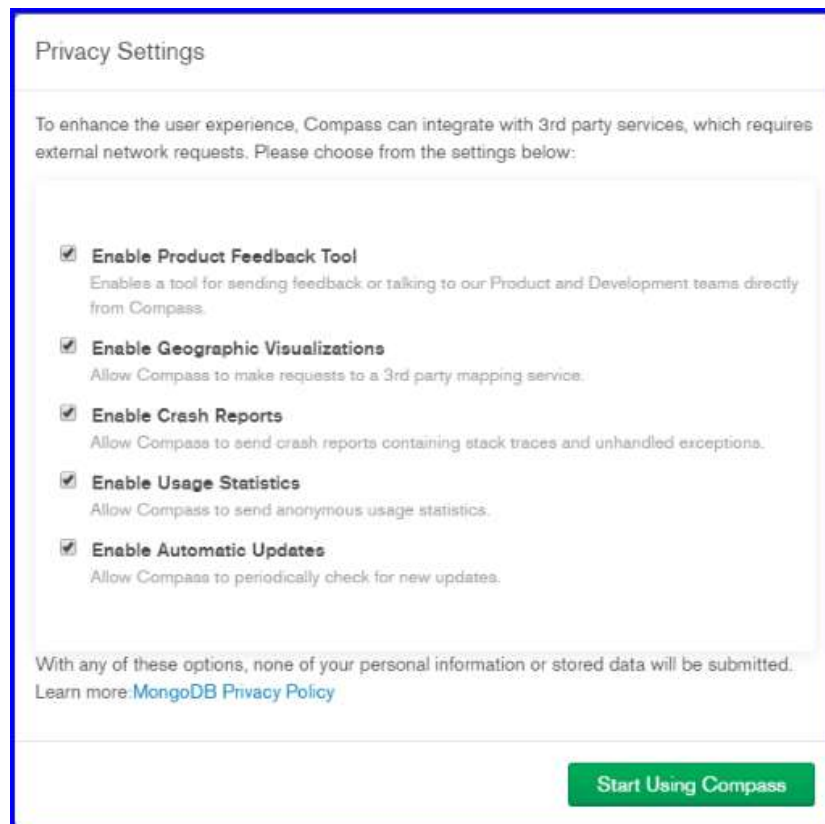 Privacy Settings
To enhance the user experience, Compass can integrate with 3rd party services, which requires
external network requests. Please choose from the settings below:
Enable Product Feedback Tool
Enables a tool for sending feedback or talking to our Product and Development teams directly
from Compass.
Enable Geographic Visualizations
Allow Compass to make requests to a 3rd party mapping service.
Enable Crash Reports
Allow Compass to send crash reports containing stack traces and unhandled exceptions.
Enable Usage Statistics
Allow Compass to send anonymous usage statistics.
Enable Automatic Updates
Allow Compass to periodically check for new updates.
With any of these options, none of your personal information or stored data will be submitted.
Learn more:MongoDB Privacy Policy
Start Using Compass